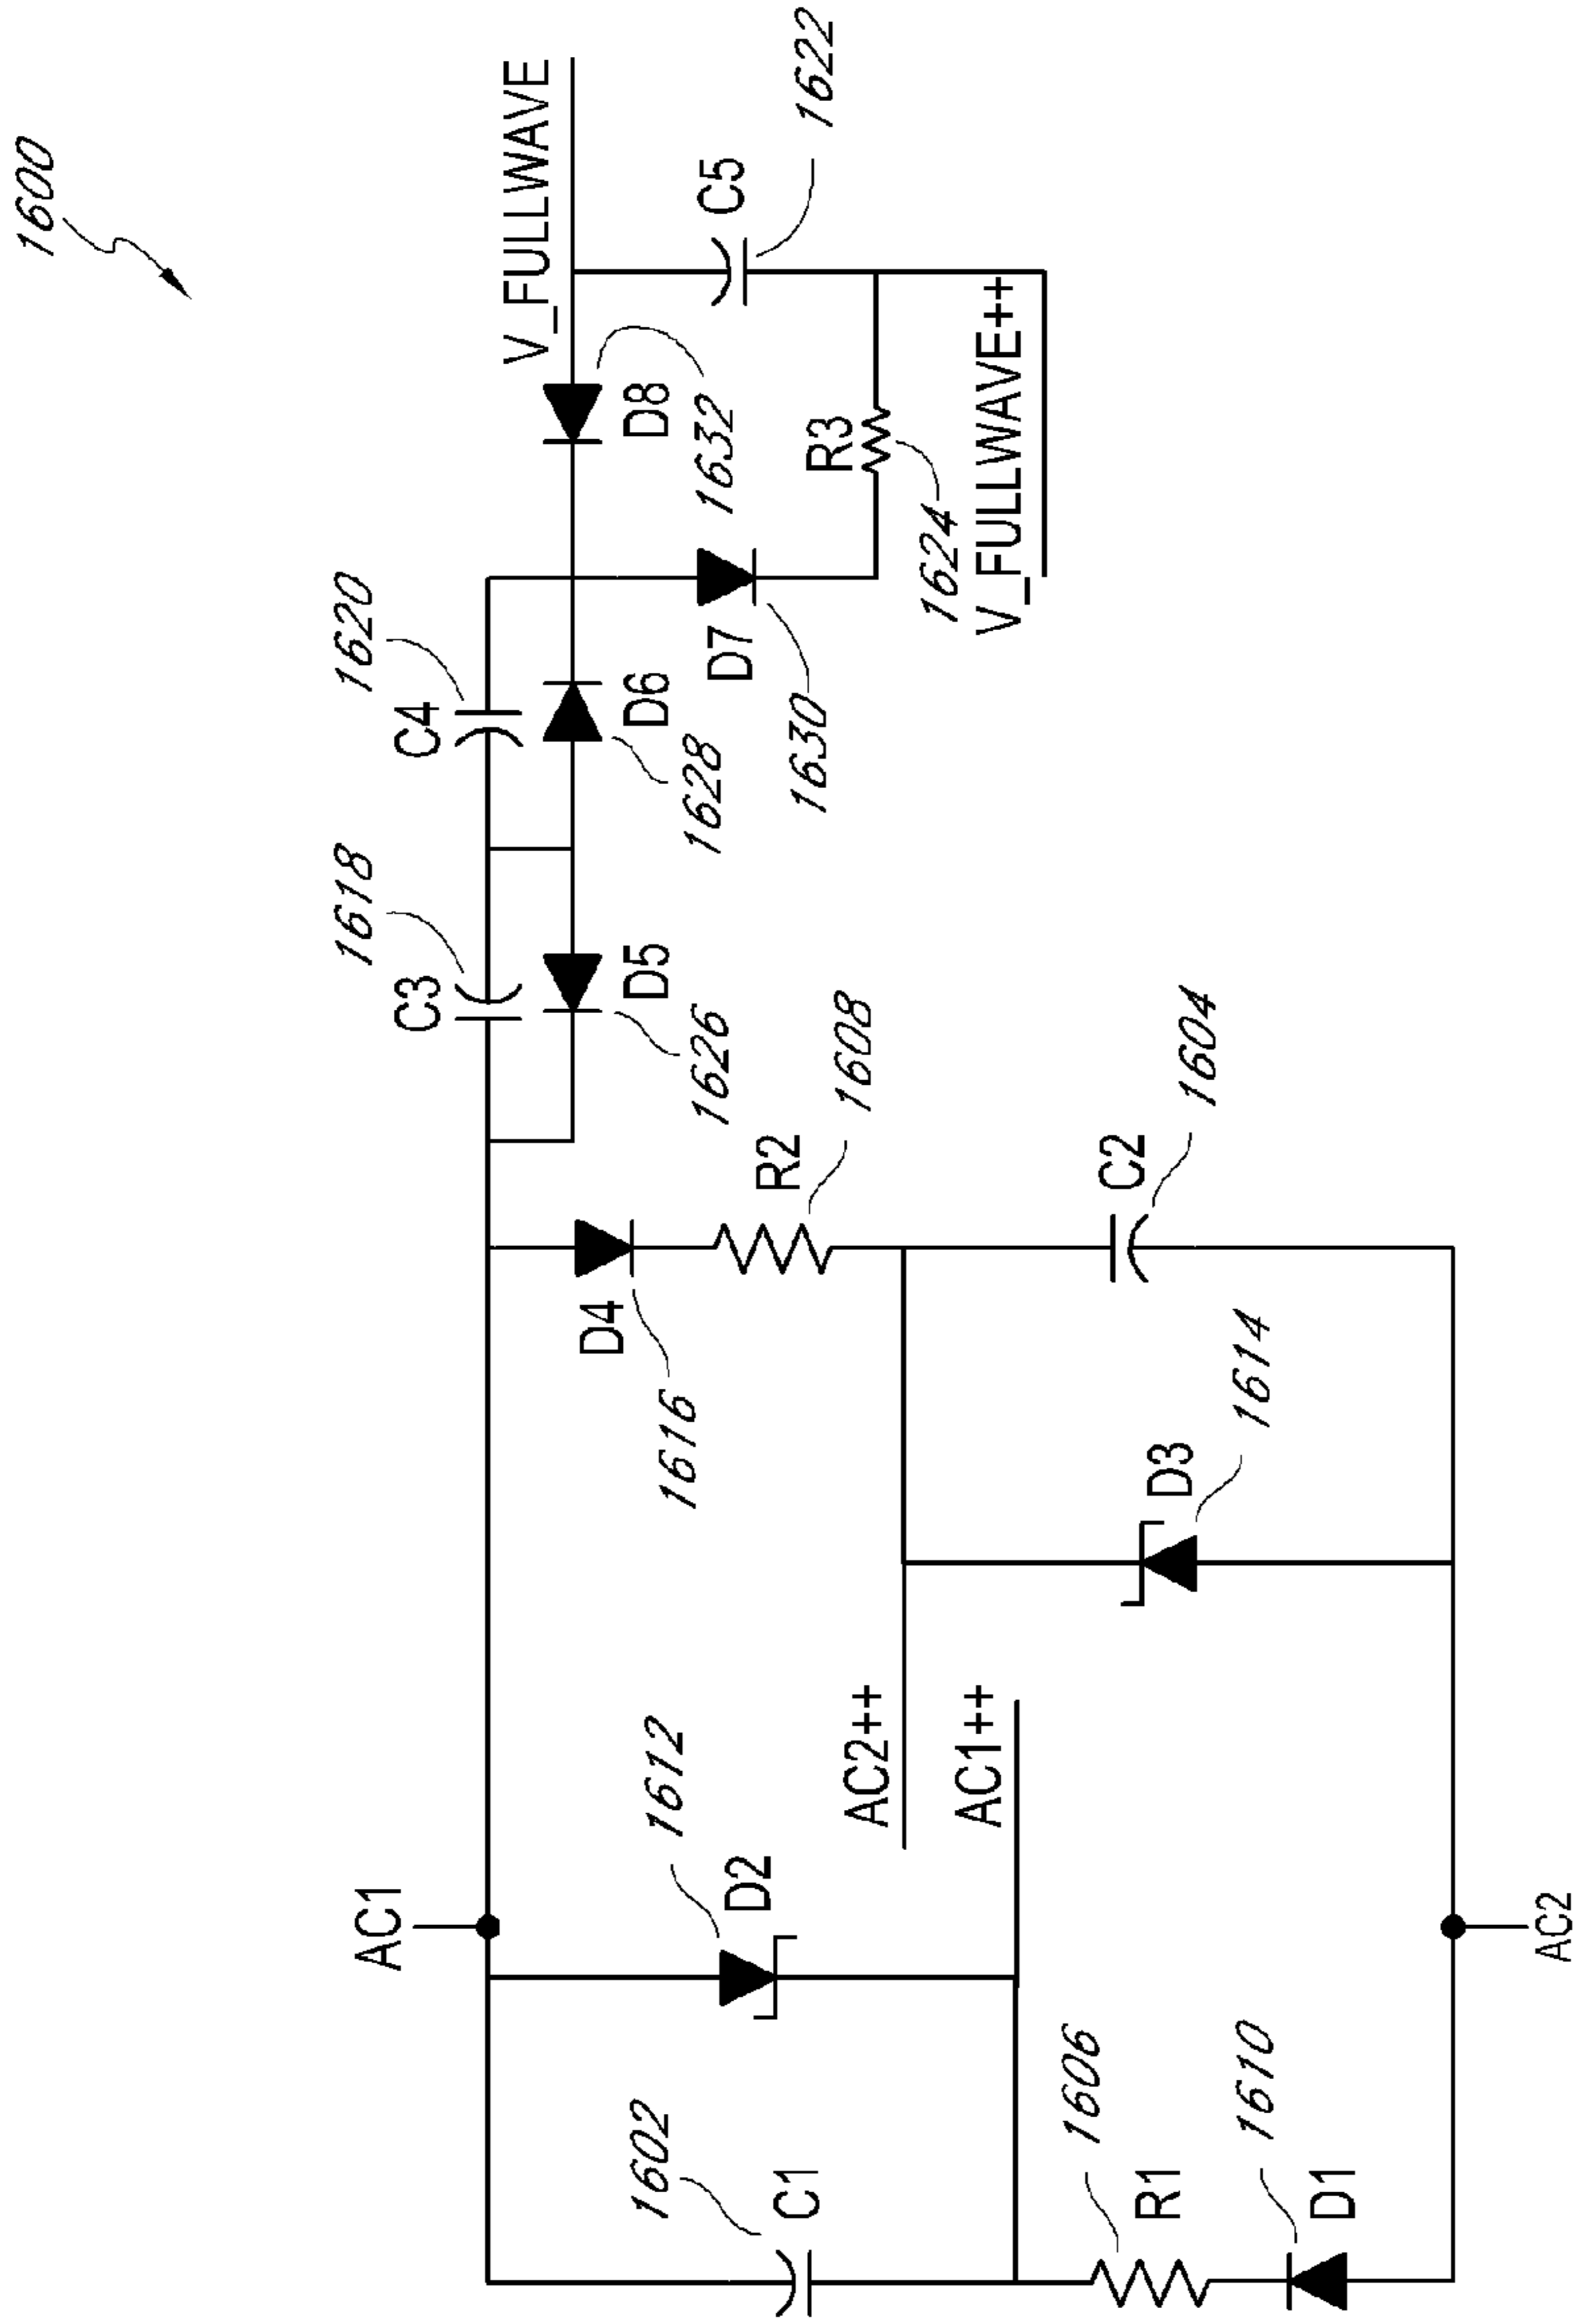 1600
V_FULLWAVE
1622
C5
D8
1632
R3
1624
V_FULLWAVE++
1620
C4
D7
1630
D6
1628
1618
C3
D5
1626
1608
R2
1604
C2
D4
1616
1614
D3
AC2++
AC1++
1612
D2
AC1
AC2
1606
R1
1610
D1
1602
C1